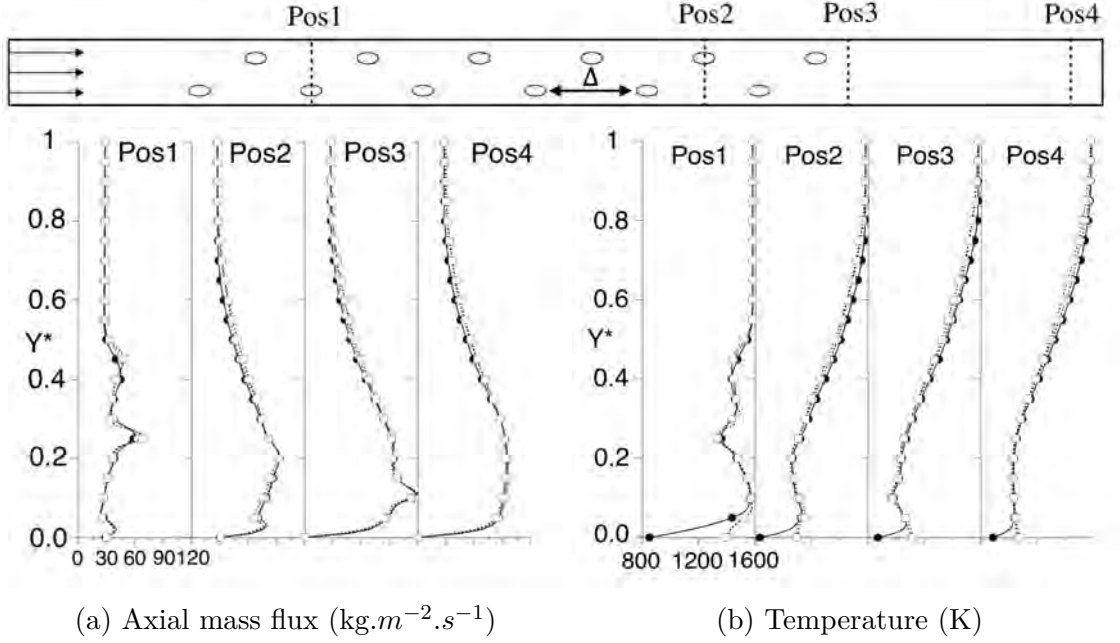 Pos1 Pos2 Pos3 Pos4
Δ
1 Pos1 Pos2 Pos3 Pos4
0.8
0.6
Y*
0.4
0.2
0.0
0 30 60 90 120
1 Pos1 Pos2 Pos3 Pos4
0.8
0.6
Y*
0.4
0.2
0.0
800 1200 1600
(a) Axial mass flux (kg.m⁻².s⁻¹)
(b) Temperature (K)